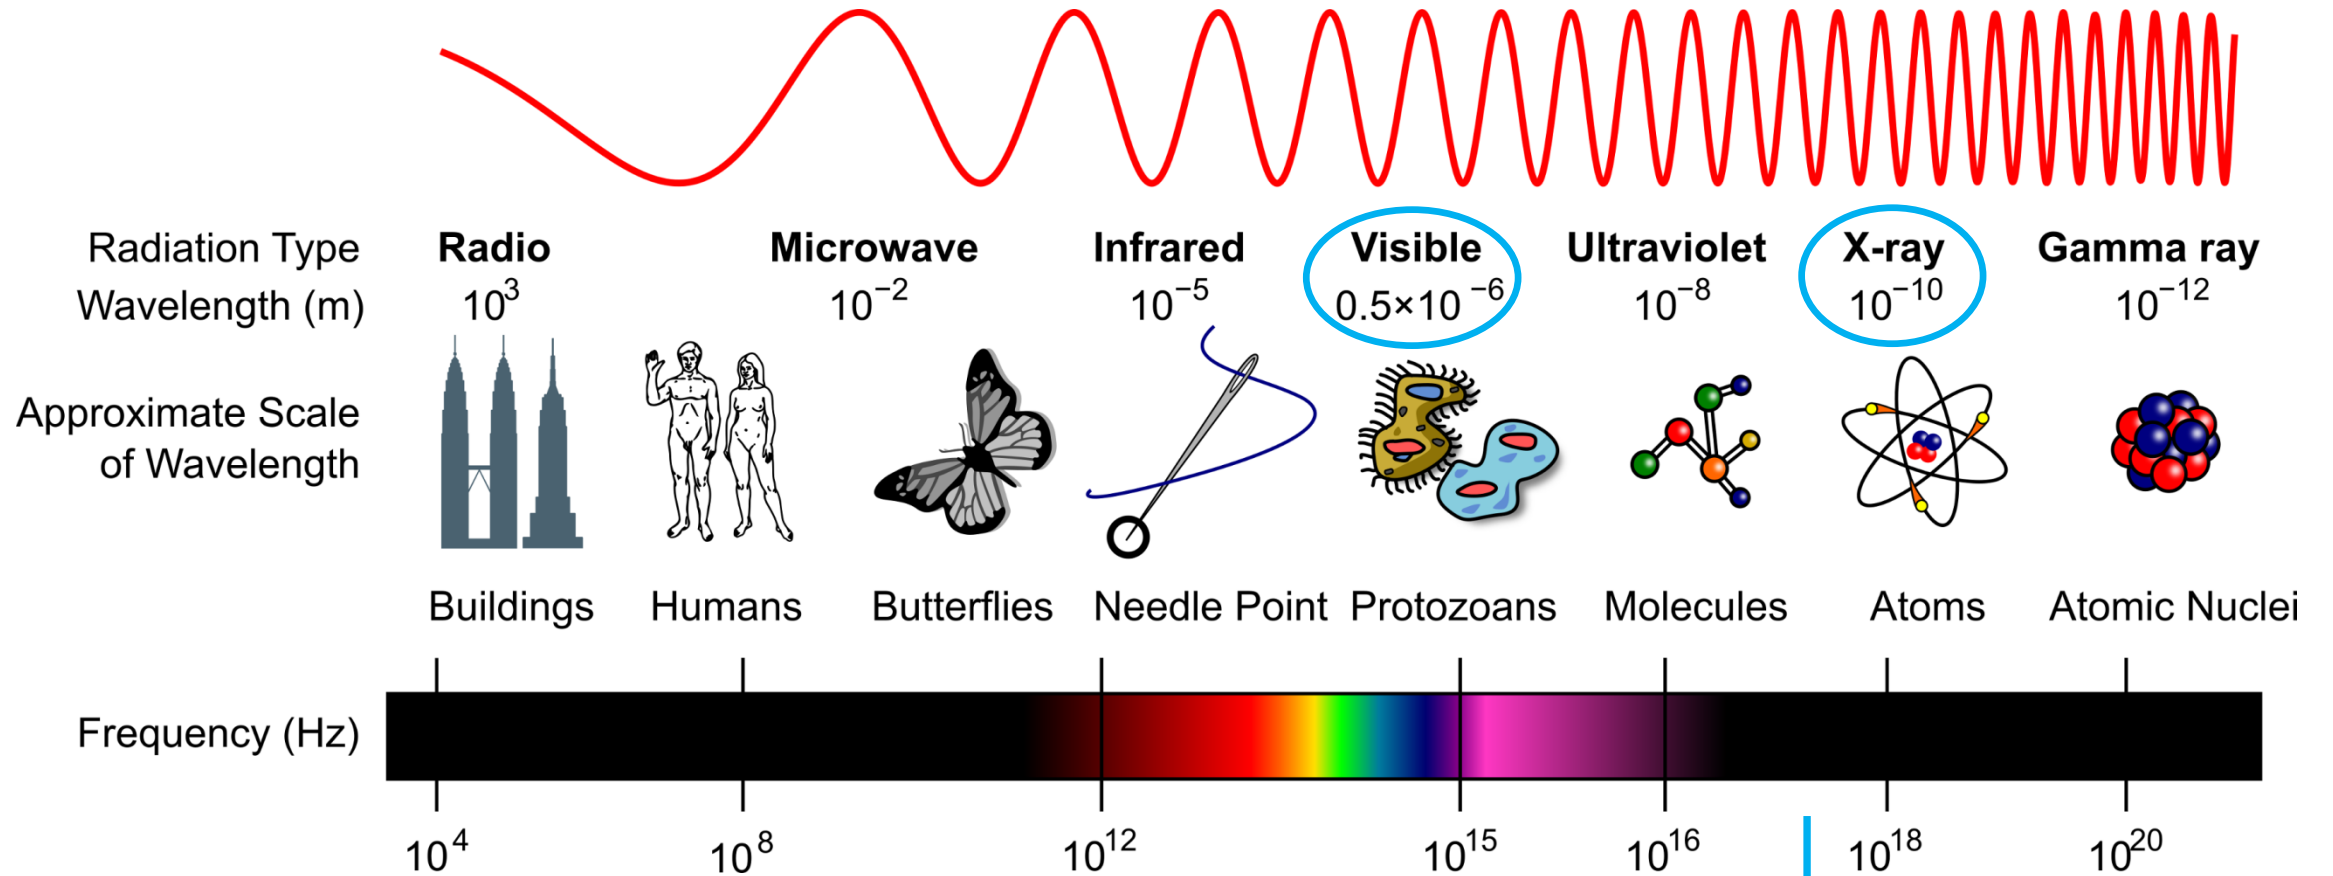 Radiation Type Radio Microwave Infrared Visible Ultraviolet X-ray Gamma ray
Wavelength (m) 10³ 10⁻² 10⁻⁵ 0.5×10⁻⁶ 10⁻⁸ 10⁻¹⁰ 10⁻¹²
Approximate Scale
of Wavelength
Buildings Humans Butterflies Needle Point Protozoans Molecules Atoms Atomic Nuclei
Frequency (Hz)
10⁴ 10⁸ 10¹² 10¹⁵ 10¹⁶ 10¹⁸ 10²⁰